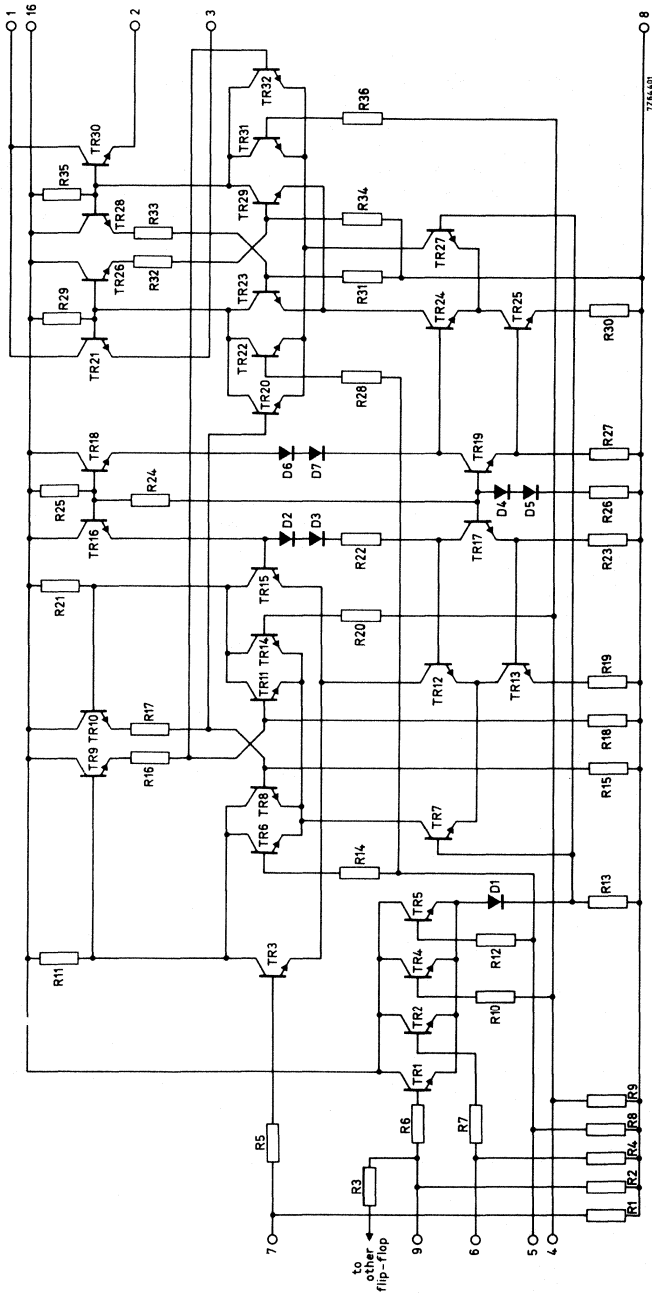 1
16
2
3
8
7Z64401
TR30
R35
TR28
R33
TR26
R32
R29
TR21
TR32
TR31
R36
TR29
R34
TR23
R31
TR22
R28
TR20
TR27
TR24
TR25
R30
TR18
R25
R24
TR16
D6
D7
D2
D3
R22
TR19
R27
D4
D5
R26
TR17
R23
R21
TR15
TR14
R20
TR11
TR10
R17
TR9
R16
TR12
TR13
R19
R18
R15
TR8
TR6
R14
TR7
R11
TR3
TR5
D1
R13
R12
TR4
R10
TR2
TR1
R6
R7
R5
R3
to
other
flip-flop
R9
R8
R4
R2
R1
7
9
6
5
4